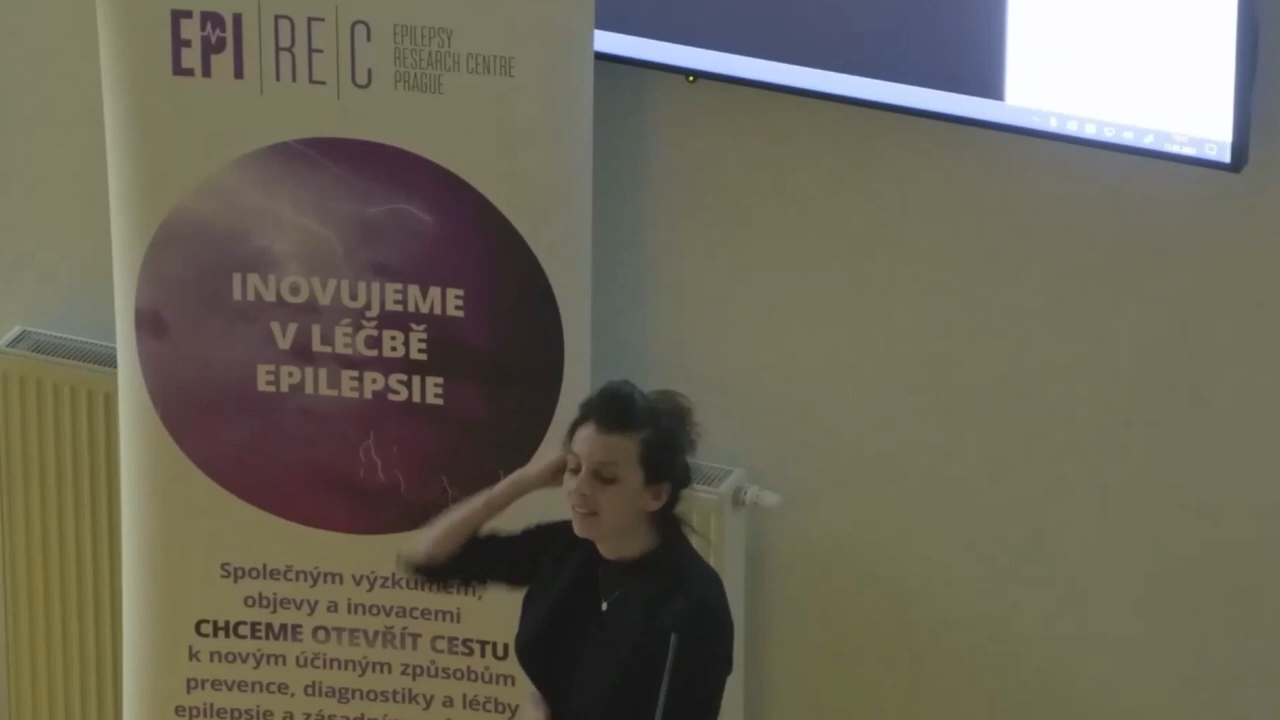 EPI REC
EPILEPSY
RESEARCH CENTRE
PRAGUE
INOVUJEME
V LÉČBĚ
EPILEPSIE
Společným výzkumem,
objevy a inovacemi
CHCEME OTEVŘÍT CESTU
k novým účinným způsobům
prevence, diagnostiky a léčby
epilepsie a